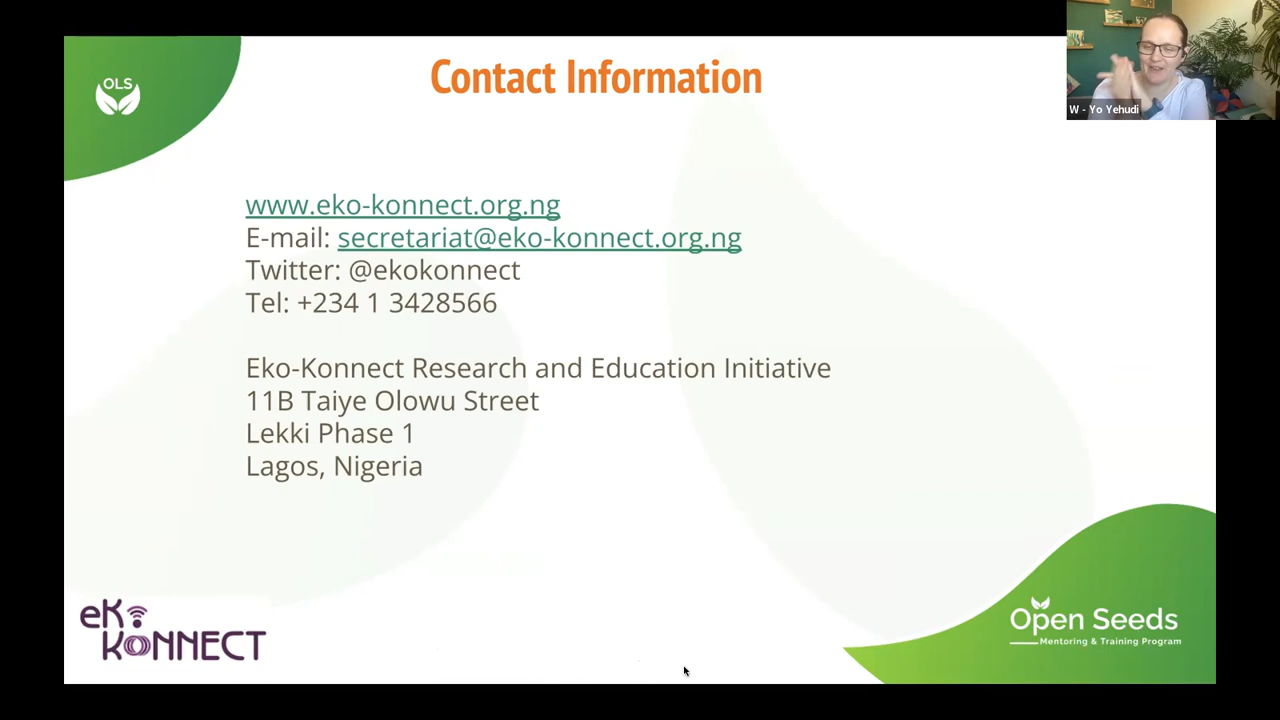 OLS
Contact Information
W - Yo Yehudi
www.eko-konnect.org.ng
E-mail: secretariat@eko-konnect.org.ng
Twitter: @ekokonnect
Tel: +234 1 3428566
Eko-Konnect Research and Education Initiative
11B Taiye Olowu Street
Lekki Phase 1
Lagos, Nigeria
eK
KONNECT
Open Seeds
Mentoring & Training Program